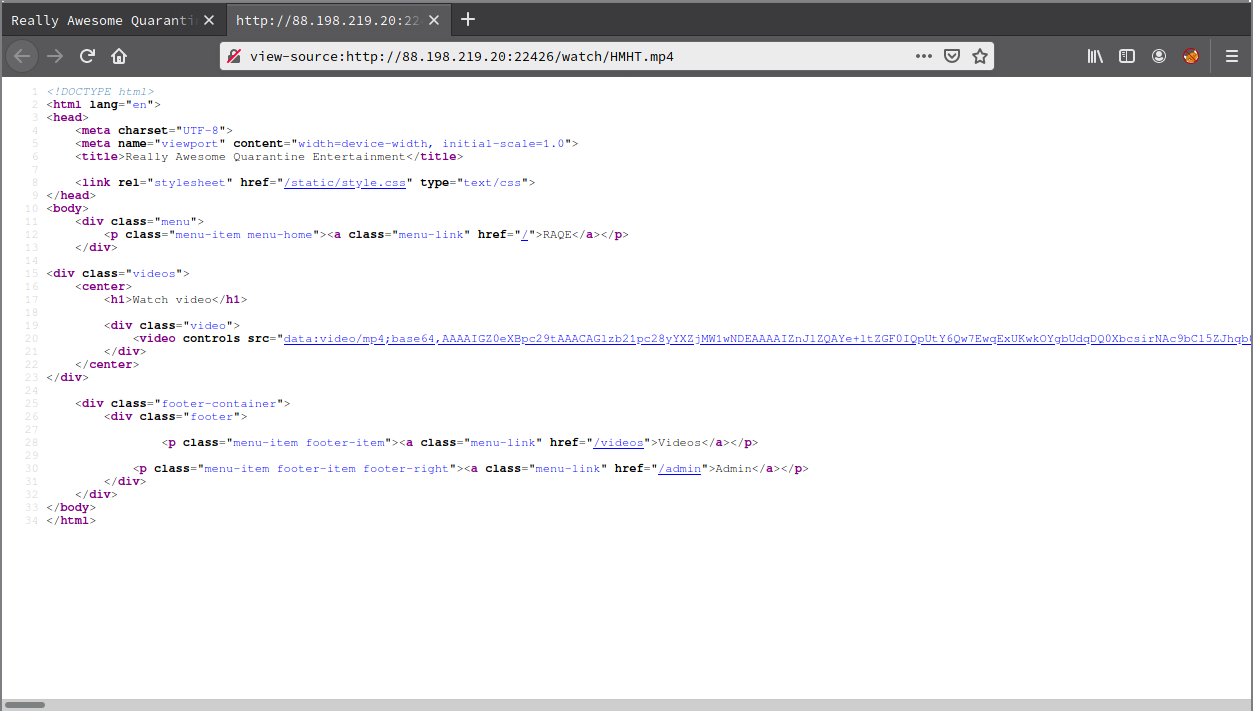 Really Awesome Quaranti
http://88.198.219.20:22
view-source:http://88.198.219.20:22426/watch/HMHT.mp4
1 <!DOCTYPE html>
2 <html lang="en">
3 <head>
4 <meta charset="UTF-8">
5 <meta name="viewport" content="width=device-width, initial-scale=1.0">
6 <title>Really Awesome Quarantine Entertainment</title>
7
8 <link rel="stylesheet" href="/static/style.css" type="text/css">
9 </head>
10 <body>
11 <div class="menu">
12 <p class="menu-item menu-home"><a class="menu-link" href="/">RAQE</a></p>
13 </div>
14
15 <div class="videos">
16 <center>
17 <h1>Watch video</h1>
18
19 <div class="video">
20 <video controls src="data:video/mp4;base64,
21 </div>
22 </center>
23 </div>
24
25 <div class="footer-container">
26 <div class="footer">
27
28 <p class="menu-item footer-item"><a class="menu-link" href="/videos">Videos</a></p>
29
30 <p class="menu-item footer-item footer-right"><a class="menu-link" href="/admin">Admin</a></p>
31 </div>
32 </div>
33 </body>
34 </html>